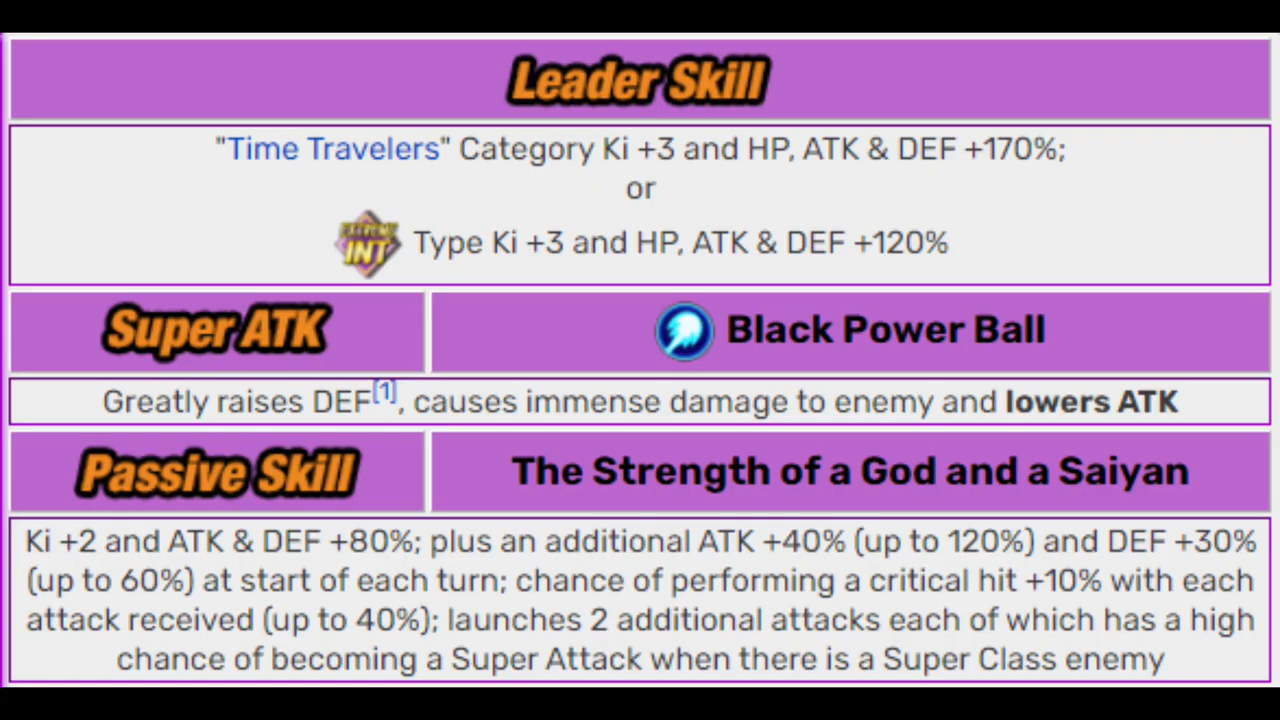 Leader Skill
"Time Travelers" Category Ki +3 and HP, ATK & DEF +170%;
or
EXTREME INT Type Ki +3 and HP, ATK & DEF +120%
Super ATK
Black Power Ball
Greatly raises DEF[1], causes immense damage to enemy and lowers ATK
Passive Skill
The Strength of a God and a Saiyan
Ki +2 and ATK & DEF +80%; plus an additional ATK +40% (up to 120%) and DEF +30%
(up to 60%) at start of each turn; chance of performing a critical hit +10% with each
attack received (up to 40%); launches 2 additional attacks each of which has a high
chance of becoming a Super Attack when there is a Super Class enemy